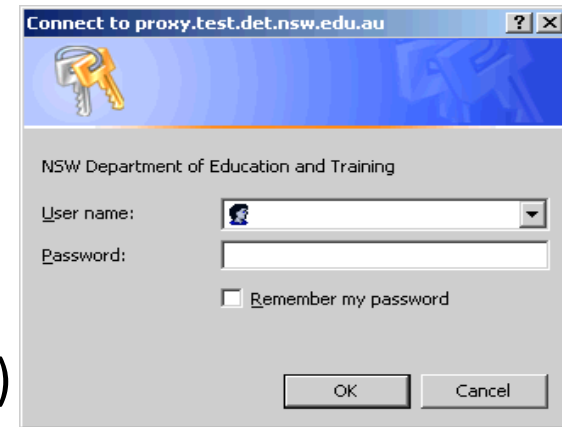 Connect to proxy.test.det.nsw.edu.au
NSW Department of Education and Training
User name:
Password:
Remember my password
)
OK Cancel